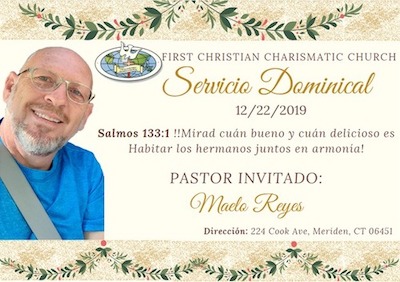 FIRST CHRISTIAN CHARISMATIC CHURCH
Servicio Dominical
12/22/2019
Salmos 133:1 !!Mirad cuán bueno y cuán delicioso es
Habitar los hermanos juntos en armonía!
PASTOR INVITADO:
Maelo Reyes
Dirección: 224 Cook Ave, Meriden, CT 06451